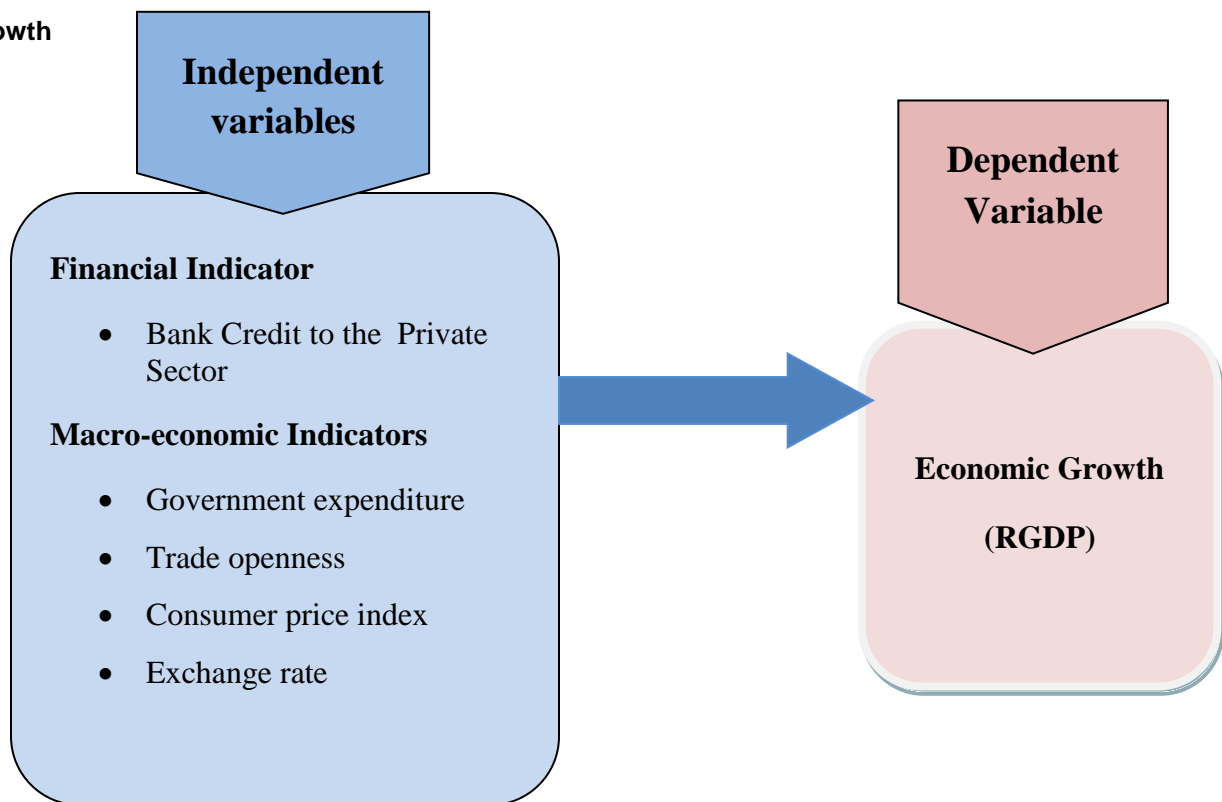 owth
Independent
variables
Financial Indicator
• Bank Credit to the Private
Sector
Macro-economic Indicators
• Government expenditure
• Trade openness
• Consumer price index
• Exchange rate
Dependent
Variable
Economic Growth
(RGDP)